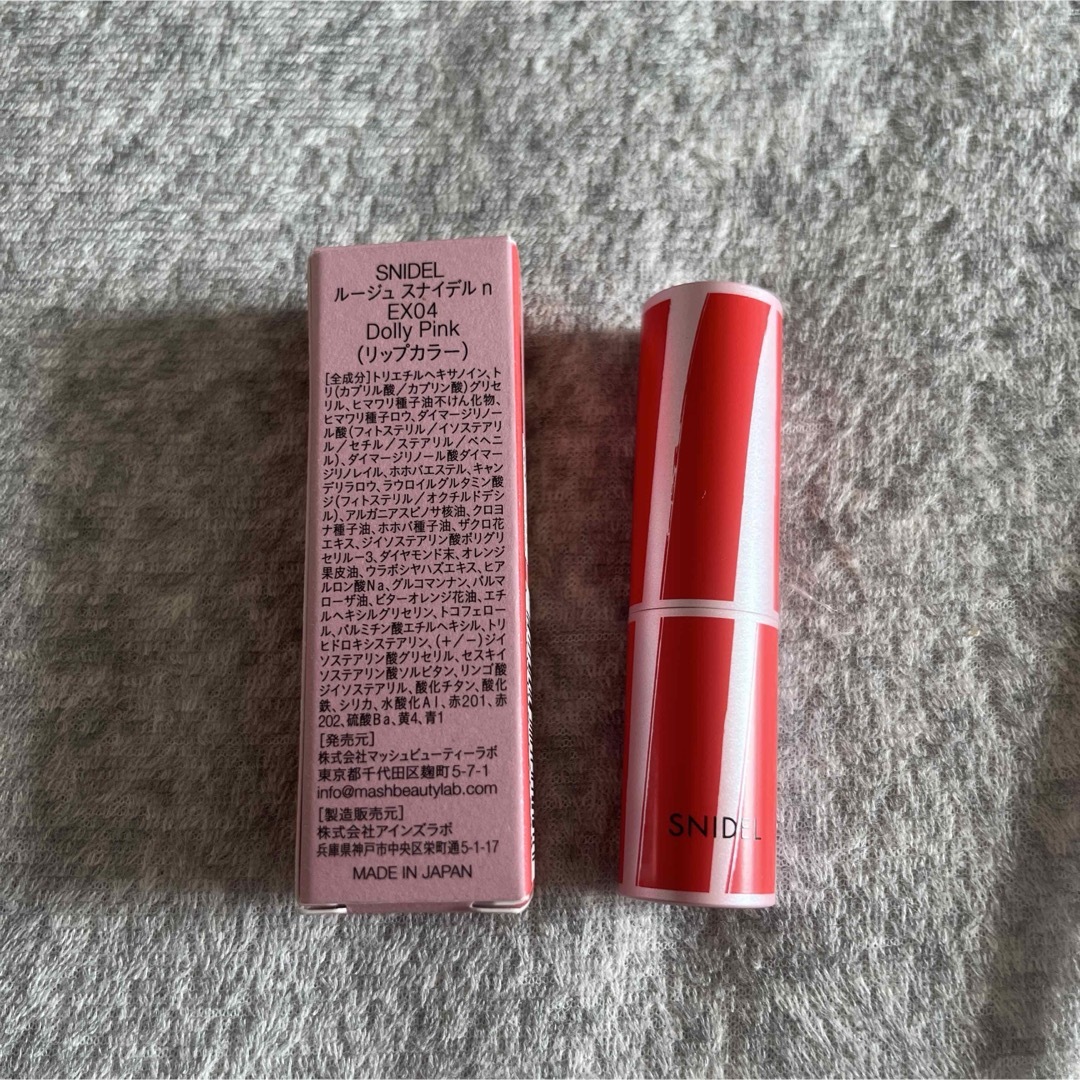 SNIDEL
ルージュ スナイデル n
EX04
Dolly Pink
(リップカラー)
[全成分]トリエチルヘキサノイン、ト
リ(カプリル酸/カプリン酸)グリセ
リル、ヒマワリ種子油不けん化物、
ヒマワリ種子ロウ、ダイマージリノー
ル酸(フィトステリル/イソステアリ
ル/セチル/ステアリル/ベヘニ
ル)、ダイマージリノール酸ダイマー
ジリノレイル、ホホバエステル、キャン
デリラロウ、ラウロイルグルタミン酸
ジ(フィトステリル/オクチルドデシ
ル)、アルガニアスピノサ核油、クロヨ
ナ種子油、ホホバ種子油、ザクロ花
エキス、ジイソステアリン酸ポリグリ
セリル-3、ダイヤモンド末、オレンジ
果皮油、ウラボシヤハズエキス、ヒア
ルロン酸Na、グルコマンナン、パルマ
ローザ油、ビターオレンジ花油、エチ
ルヘキシルグリセリン、トコフェロー
ル、パルミチン酸エチルヘキシル、トリ
ヒドロキシステアリン、(+/-)ジイ
ソステアリン酸グリセリル、セスキイ
ソステアリン酸ソルビタン、リンゴ酸
ジイソステアリル、酸化チタン、酸化
鉄、シリカ、水酸化Al、赤201、赤
202、硫酸Ba、黄4、青1
[発売元]
株式会社マッシュビューティーラボ
東京都千代田区麹町5-7-1
info@mashbeautylab.com
[製造販売元]
株式会社アインズラボ
兵庫県神戸市中央区栄町通5-1-17
MADE IN JAPAN
SNIDEL